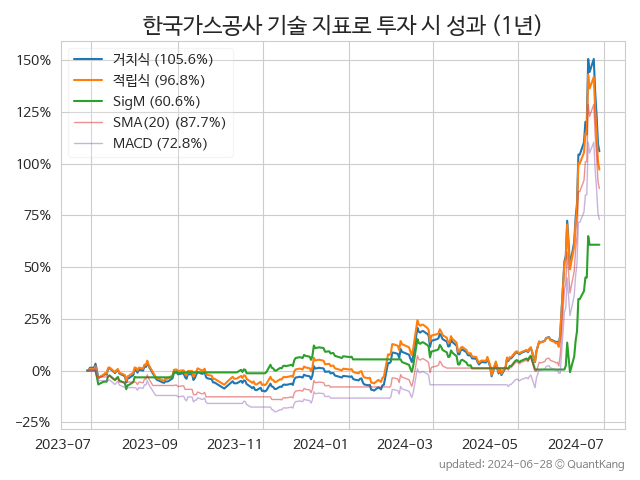 한국가스공사 기술 지표로 투자 시 성과 (1년)
150%
125%
100%
75%
50%
25%
0%
−25%
거치식 (105.6%)
적립식 (96.8%)
SigM (60.6%)
SMA(20) (87.7%)
MACD (72.8%)
2023-07
2023-09
2023-11
2024-01
2024-03
2024-05
2024-07
updated: 2024-06-28 © QuantKang